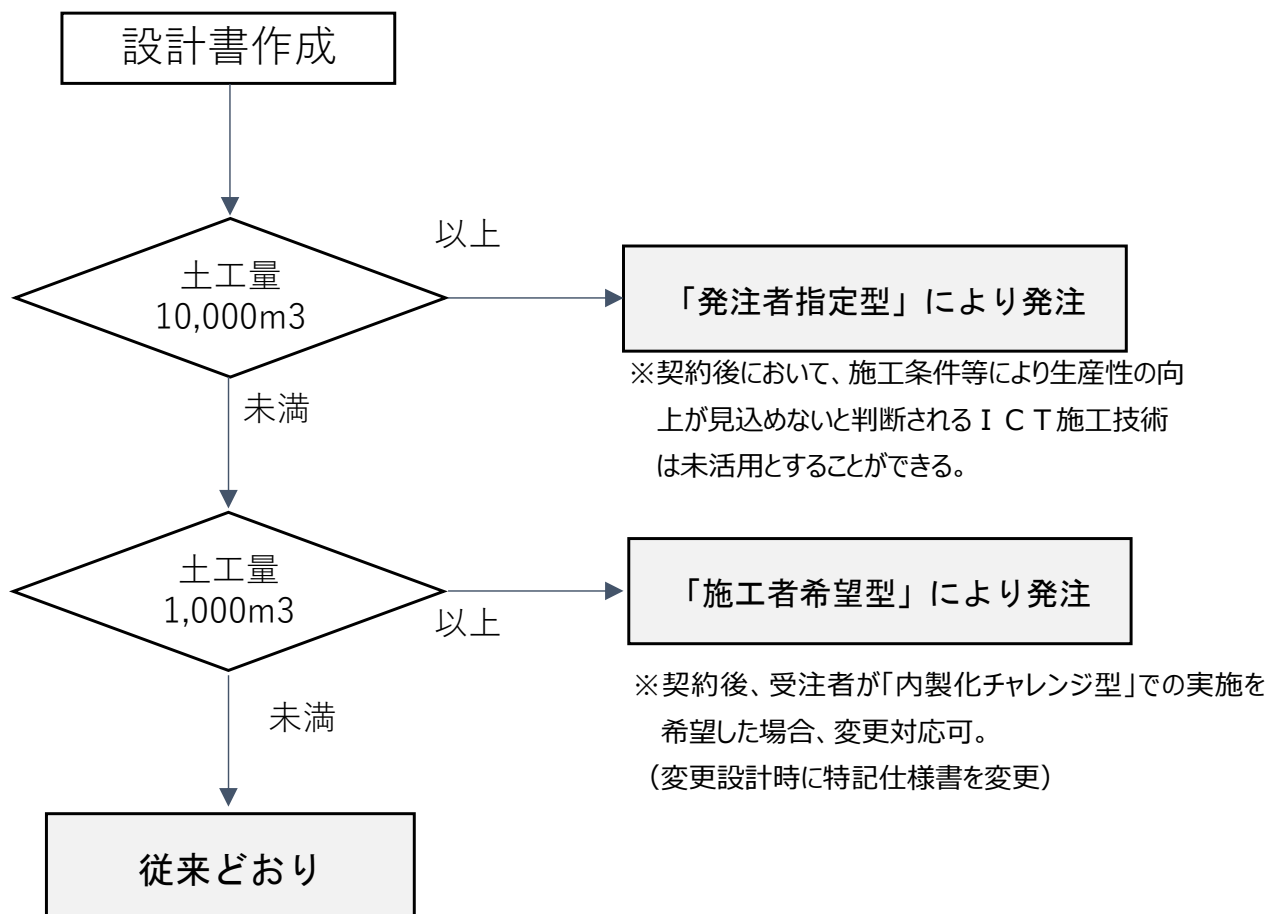 設計書作成
土工量
10,000m3
以上
「発注者指定型」により発注
※契約後において、施工条件等により生産性の向
上が見込めないと判断されるＩＣＴ施工技術
は未活用とすることができる。
未満
土工量
1,000m3
以上
「施工者希望型」により発注
※契約後、受注者が「内製化チャレンジ型」での実施を
希望した場合、変更対応可。
（変更設計時に特記仕様書を変更）
未満
従来どおり